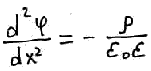 d²φ/dx² = - ρ/ε₀ε